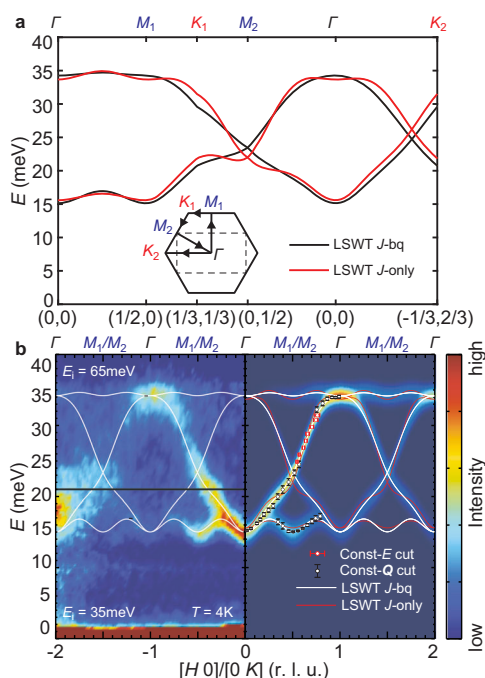 a
Γ M₁ K₁ M₂ Γ K₂
40
35
30
25
20
15
10
5
0
E (meV)
K₁ M₁
M₂
K₂ Γ
LSWT J-bq
LSWT J-only
(0,0) (1/2,0) (1/3,1/3) (0,1/2) (0,0) (-1/3,2/3)
b
Γ M₁/M₂ Γ M₁/M₂ Γ M₁/M₂ Γ M₁/M₂ Γ
40
35
30
25
20
15
10
5
0
E (meV)
Eᵢ = 65meV
Eᵢ = 35meV
T = 4K
Const-E cut
Const-Q cut
LSWT J-bq
LSWT J-only
high
Intensity
low
-2 -1 0 1 2
[H 0]/[0 K] (r. l. u.)